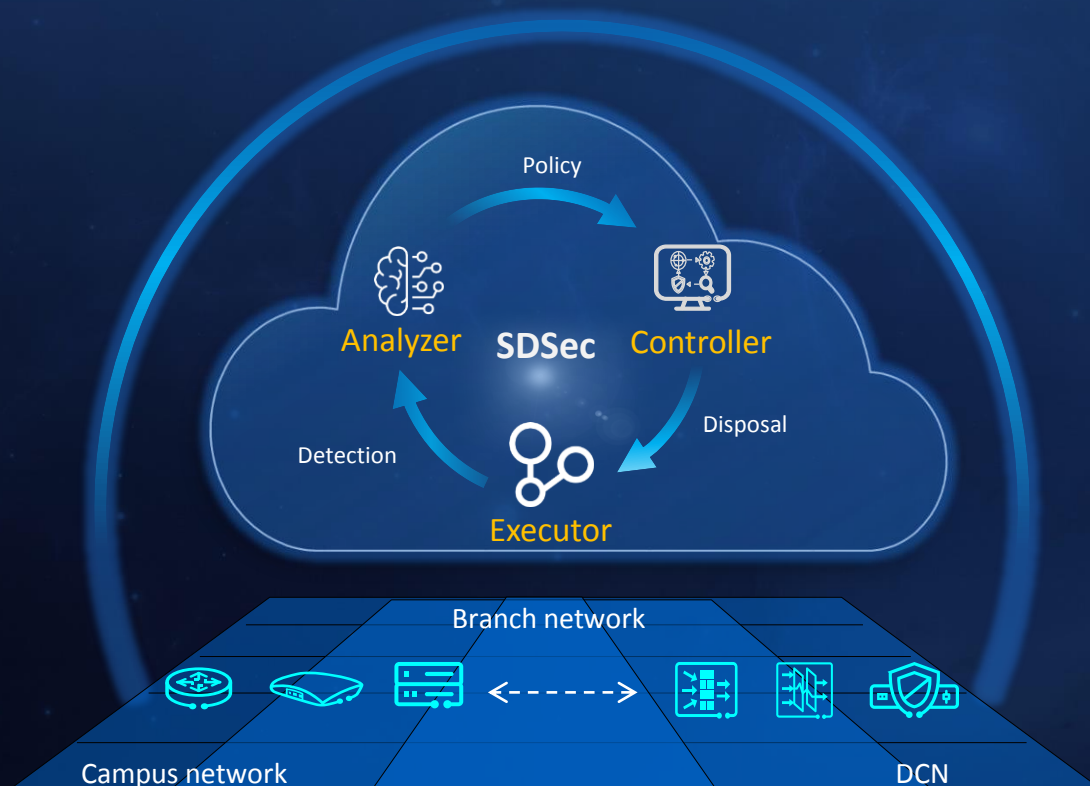 Policy
Analyzer
SDSec
Controller
Detection
Disposal
Executor
Branch network
Campus network
DCN